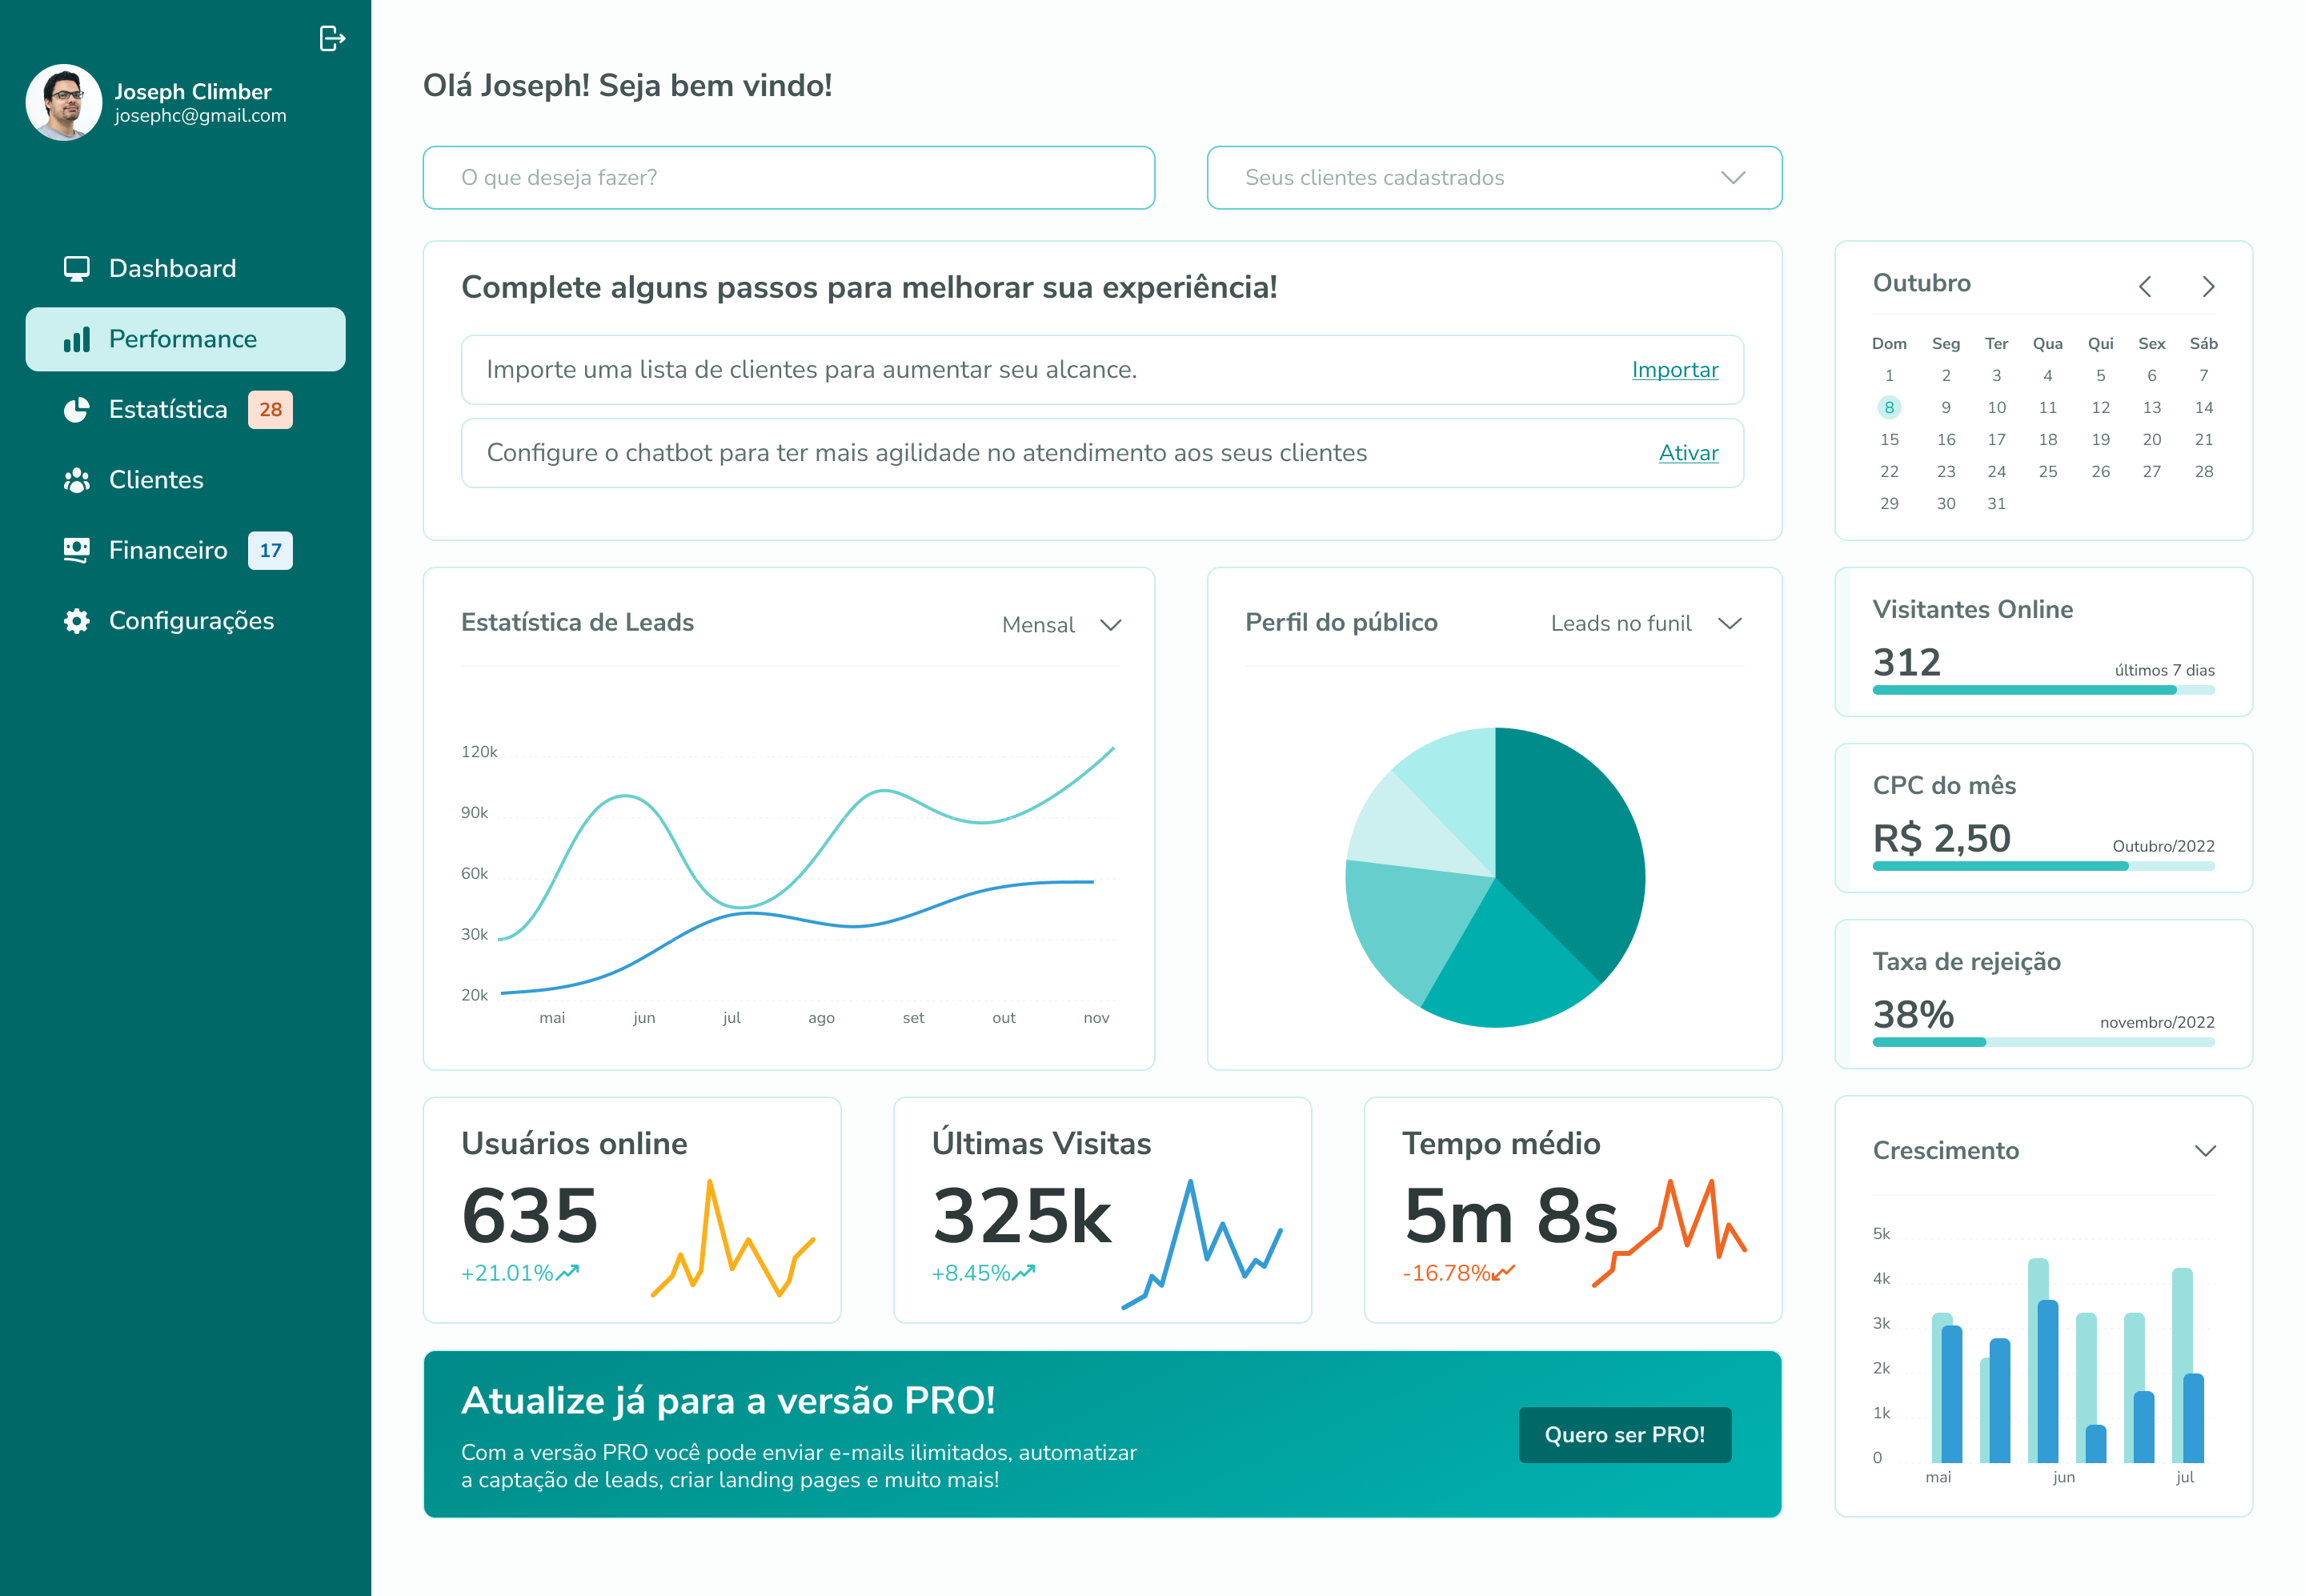 Joseph Climber
josephc@gmail.com
Dashboard
Performance
Estatística 28
Clientes
Financeiro 17
Configurações
Olá Joseph! Seja bem vindo!
O que deseja fazer?
Seus clientes cadastrados
Complete alguns passos para melhorar sua experiência!
Importe uma lista de clientes para aumentar seu alcance. Importar
Configure o chatbot para ter mais agilidade no atendimento aos seus clientes Ativar
Outubro
Dom Seg Ter Qua Qui Sex Sáb
1 2 3 4 5 6 7
8 9 10 11 12 13 14
15 16 17 18 19 20 21
22 23 24 25 26 27 28
29 30 31
Estatística de Leads Mensal
120k
90k
60k
30k
20k
mai jun jul ago set out nov
Perfil do público Leads no funil
Visitantes Online
312 últimos 7 dias
CPC do mês
R$ 2,50 Outubro/2022
Taxa de rejeição
38% novembro/2022
Usuários online
635
+21.01%
Últimas Visitas
325k
+8.45%
Tempo médio
5m 8s
-16.78%
Crescimento
5k
4k
3k
2k
1k
0
mai jun jul
Atualize já para a versão PRO!
Com a versão PRO você pode enviar e-mails ilimitados, automatizar
a captação de leads, criar landing pages e muito mais!
Quero ser PRO!